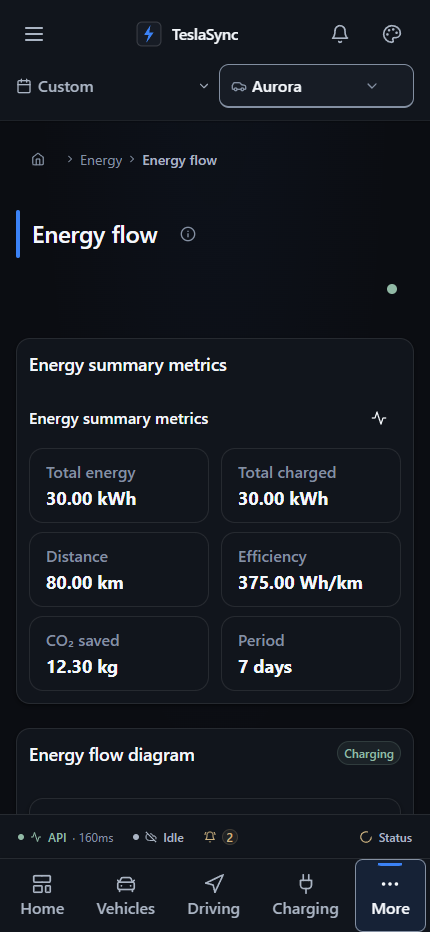 TeslaSync
Custom
Aurora
Energy
Energy flow
Energy flow
Energy summary metrics
Energy summary metrics
Total energy
30.00 kWh
Total charged
30.00 kWh
Distance
80.00 km
Efficiency
375.00 Wh/km
CO₂ saved
12.30 kg
Period
7 days
Energy flow diagram
Charging
API · 160ms
Idle
2
Status
Home
Vehicles
Driving
Charging
More